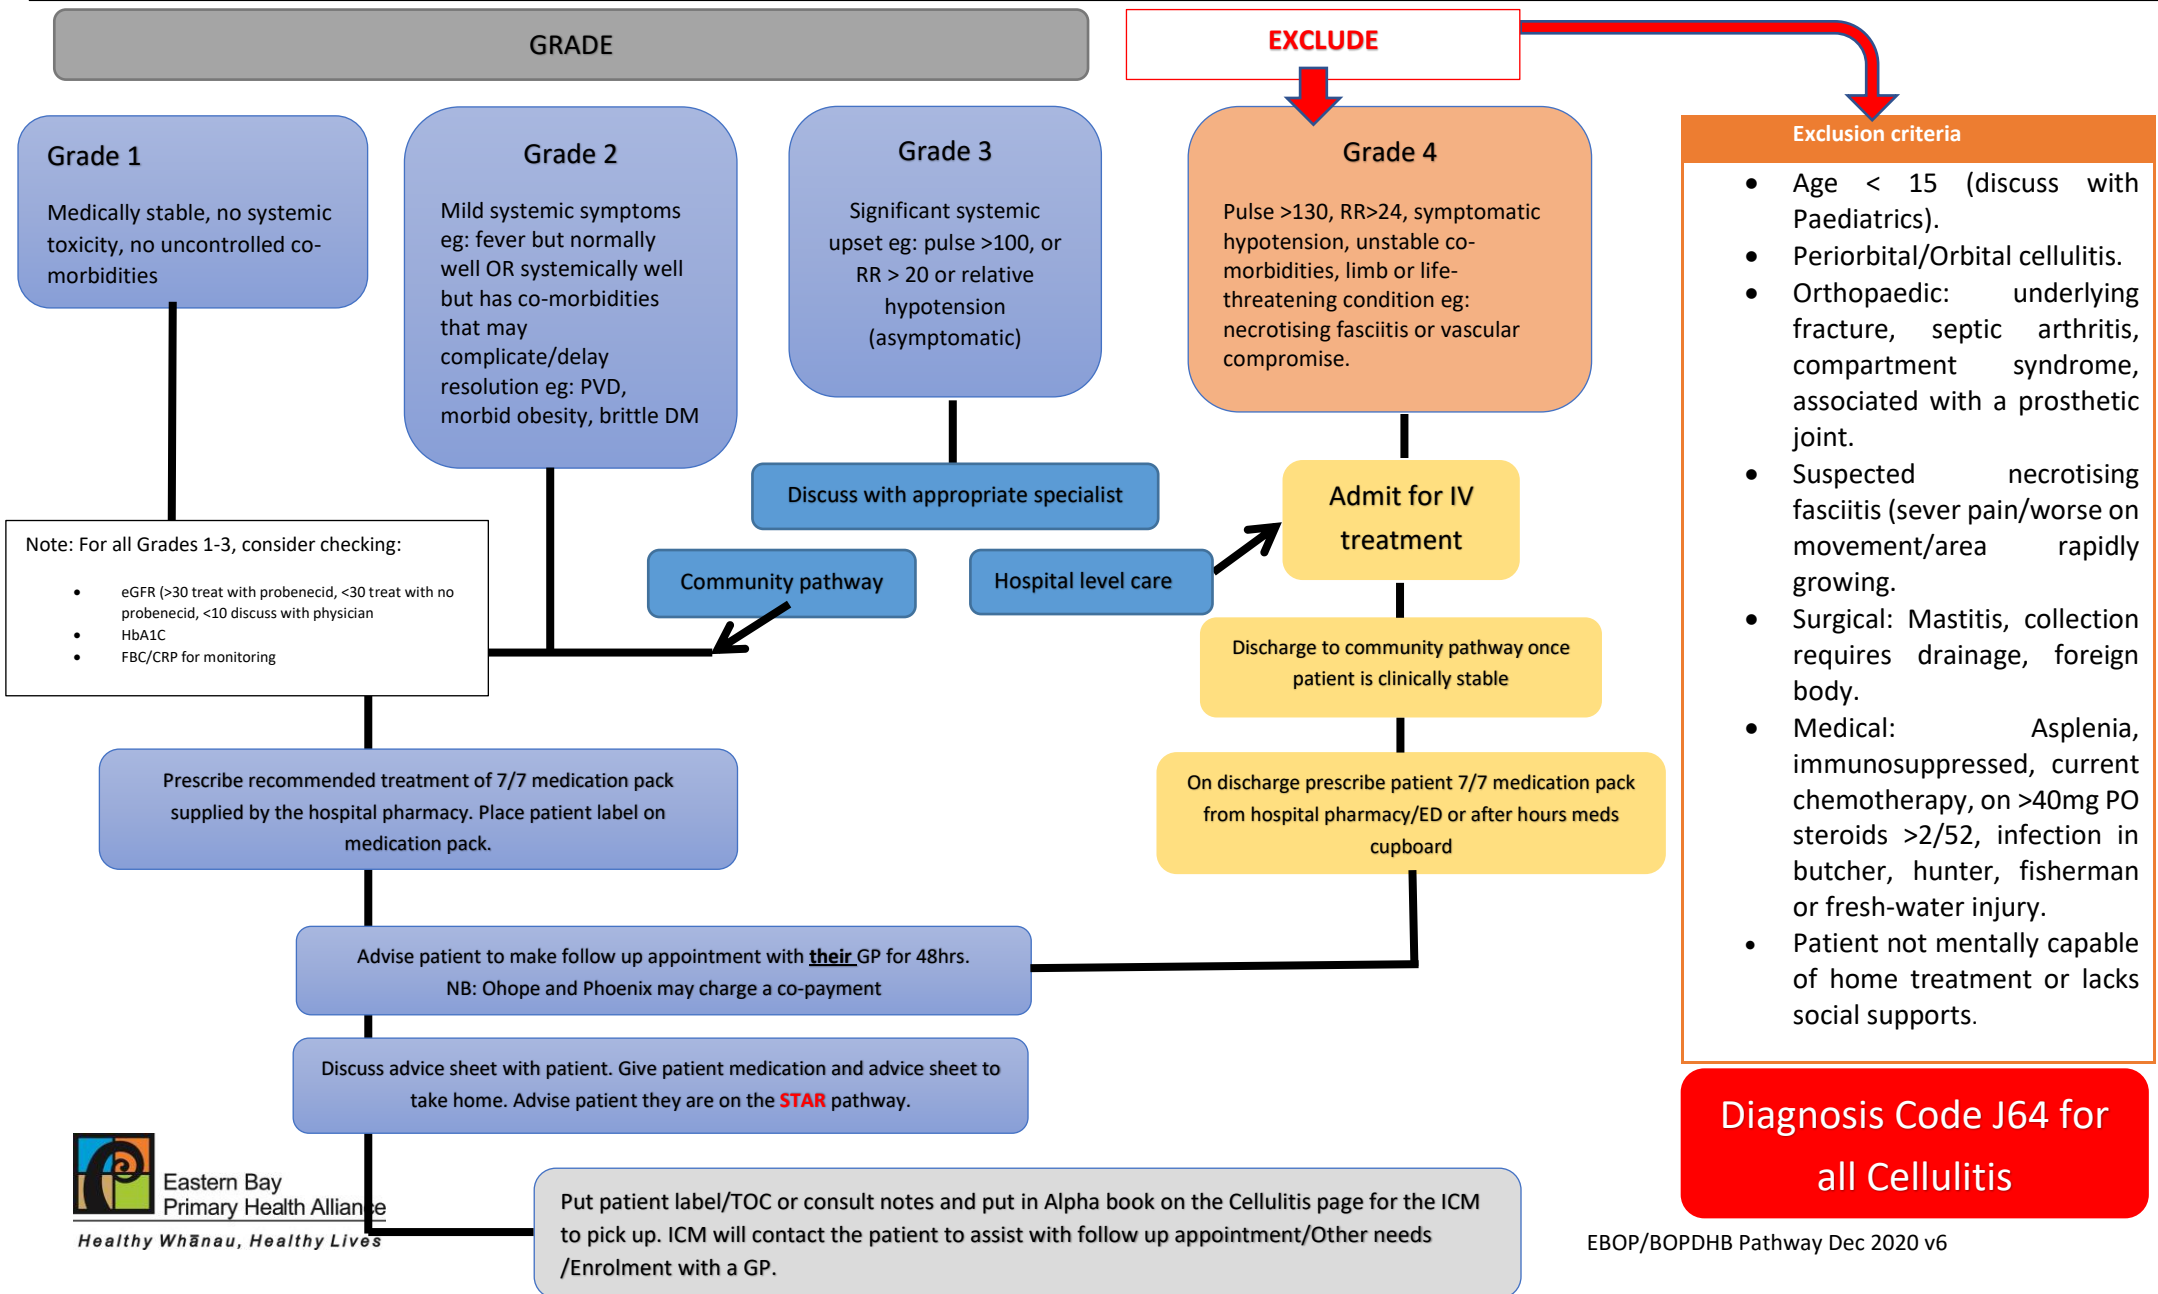 GRADE
EXCLUDE
Grade 1
Medically stable, no systemic
toxicity, no uncontrolled co-
morbidities
Grade 2
Mild systemic symptoms
eg: fever but normally
well OR systemically well
but has co-morbidities
that may
complicate/delay
resolution eg: PVD,
morbid obesity, brittle DM
Grade 3
Significant systemic
upset eg: pulse >100, or
RR > 20 or relative
hypotension
(asymptomatic)
Grade 4
Pulse >130, RR>24, symptomatic
hypotension, unstable co-
morbidities, limb or life-
threatening condition eg:
necrotising fasciitis or vascular
compromise.
Exclusion criteria
• Age < 15 (discuss with
Paediatrics).
• Periorbital/Orbital cellulitis.
• Orthopaedic: underlying
fracture, septic arthritis,
compartment syndrome,
associated with a prosthetic
joint.
• Suspected necrotising
fasciitis (sever pain/worse on
movement/area rapidly
growing.
• Surgical: Mastitis, collection
requires drainage, foreign
body.
• Medical: Asplenia,
immunosuppressed, current
chemotherapy, on >40mg PO
steroids >2/52, infection in
butcher, hunter, fisherman
or fresh-water injury.
• Patient not mentally capable
of home treatment or lacks
social supports.
Discuss with appropriate specialist
Community pathway
Hospital level care
Admit for IV
treatment
Note: For all Grades 1-3, consider checking:
• eGFR (>30 treat with probenecid, <30 treat with no
probenecid, <10 discuss with physician
• HbA1C
• FBC/CRP for monitoring
Discharge to community pathway once
patient is clinically stable
Prescribe recommended treatment of 7/7 medication pack
supplied by the hospital pharmacy. Place patient label on
medication pack.
On discharge prescribe patient 7/7 medication pack
from hospital pharmacy/ED or after hours meds
cupboard
Advise patient to make follow up appointment with their GP for 48hrs.
NB: Ohope and Phoenix may charge a co-payment
Discuss advice sheet with patient. Give patient medication and advice sheet to
take home. Advise patient they are on the STAR pathway.
Diagnosis Code J64 for
all Cellulitis
Eastern Bay
Primary Health Alliance
Healthy Whānau, Healthy Lives
Put patient label/TOC or consult notes and put in Alpha book on the Cellulitis page for the ICM
to pick up. ICM will contact the patient to assist with follow up appointment/Other needs
/Enrolment with a GP.
EBOP/BOPDHB Pathway Dec 2020 v6